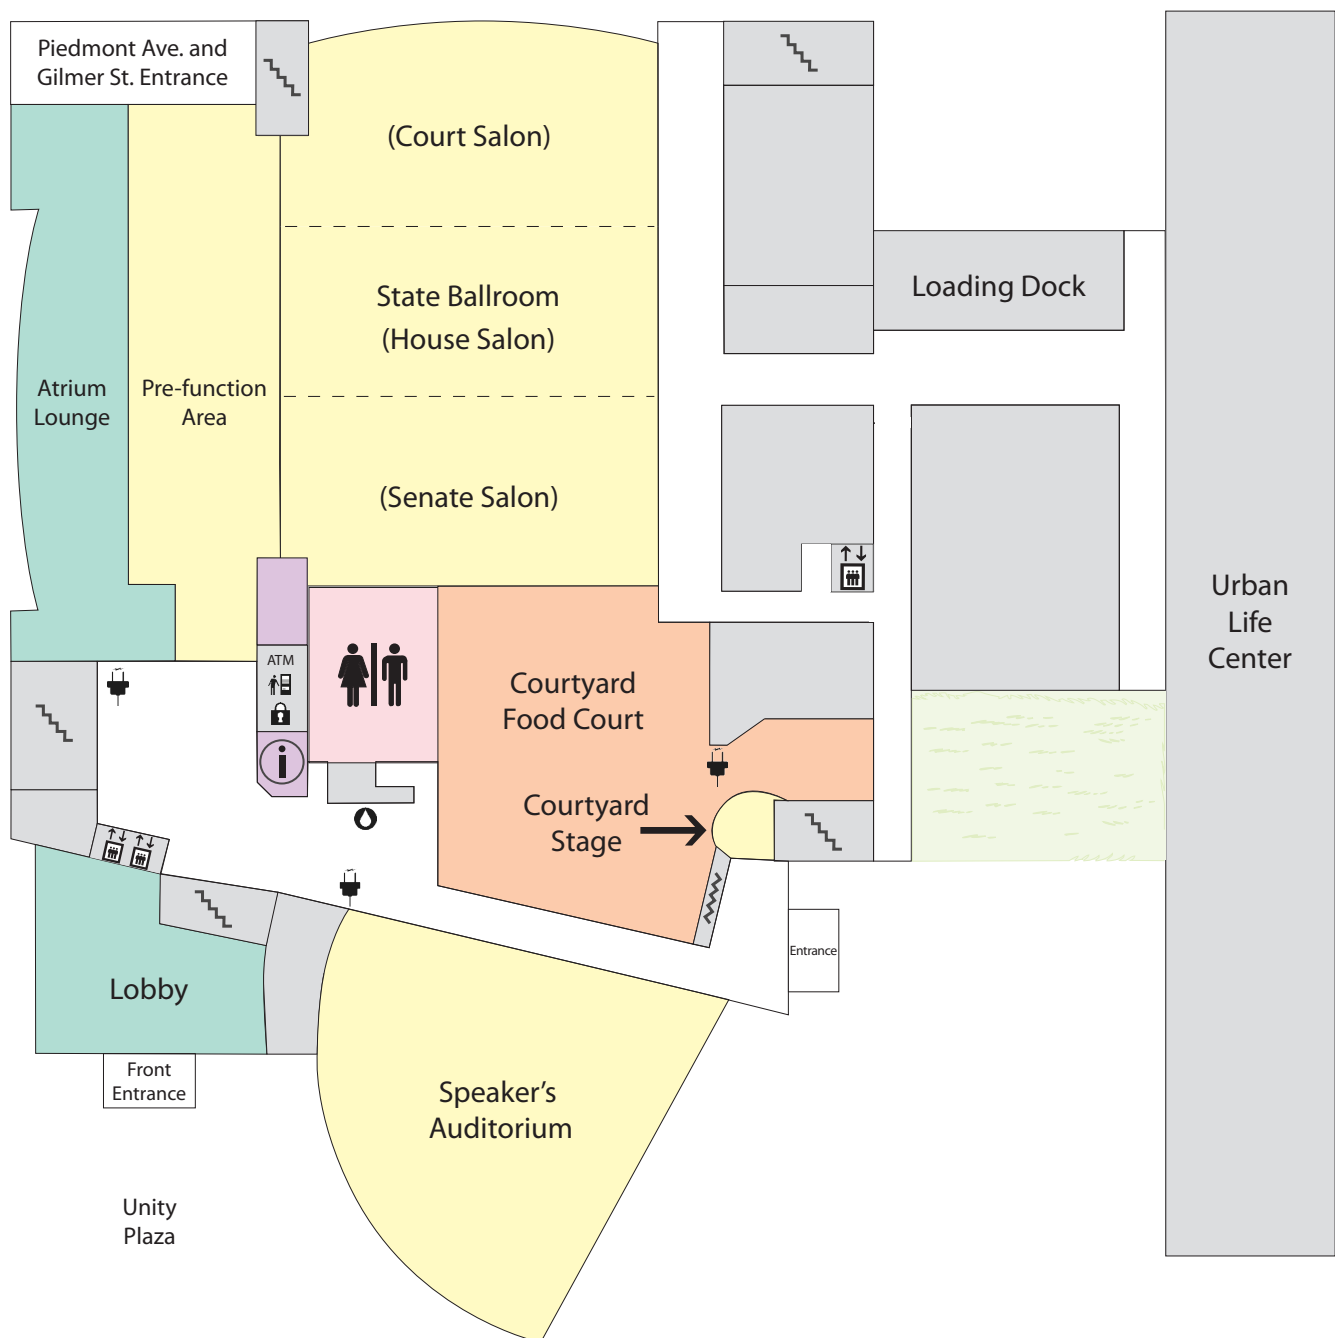 Piedmont Ave. and
Gilmer St. Entrance
(Court Salon)
State Ballroom
(House Salon)
Loading Dock
Atrium
Lounge
Pre-function
Area
(Senate Salon)
Urban
Life
Center
ATM
Courtyard
Food Court
i
Courtyard
Stage
Entrance
Lobby
Front
Entrance
Speaker’s
Auditorium
Unity
Plaza